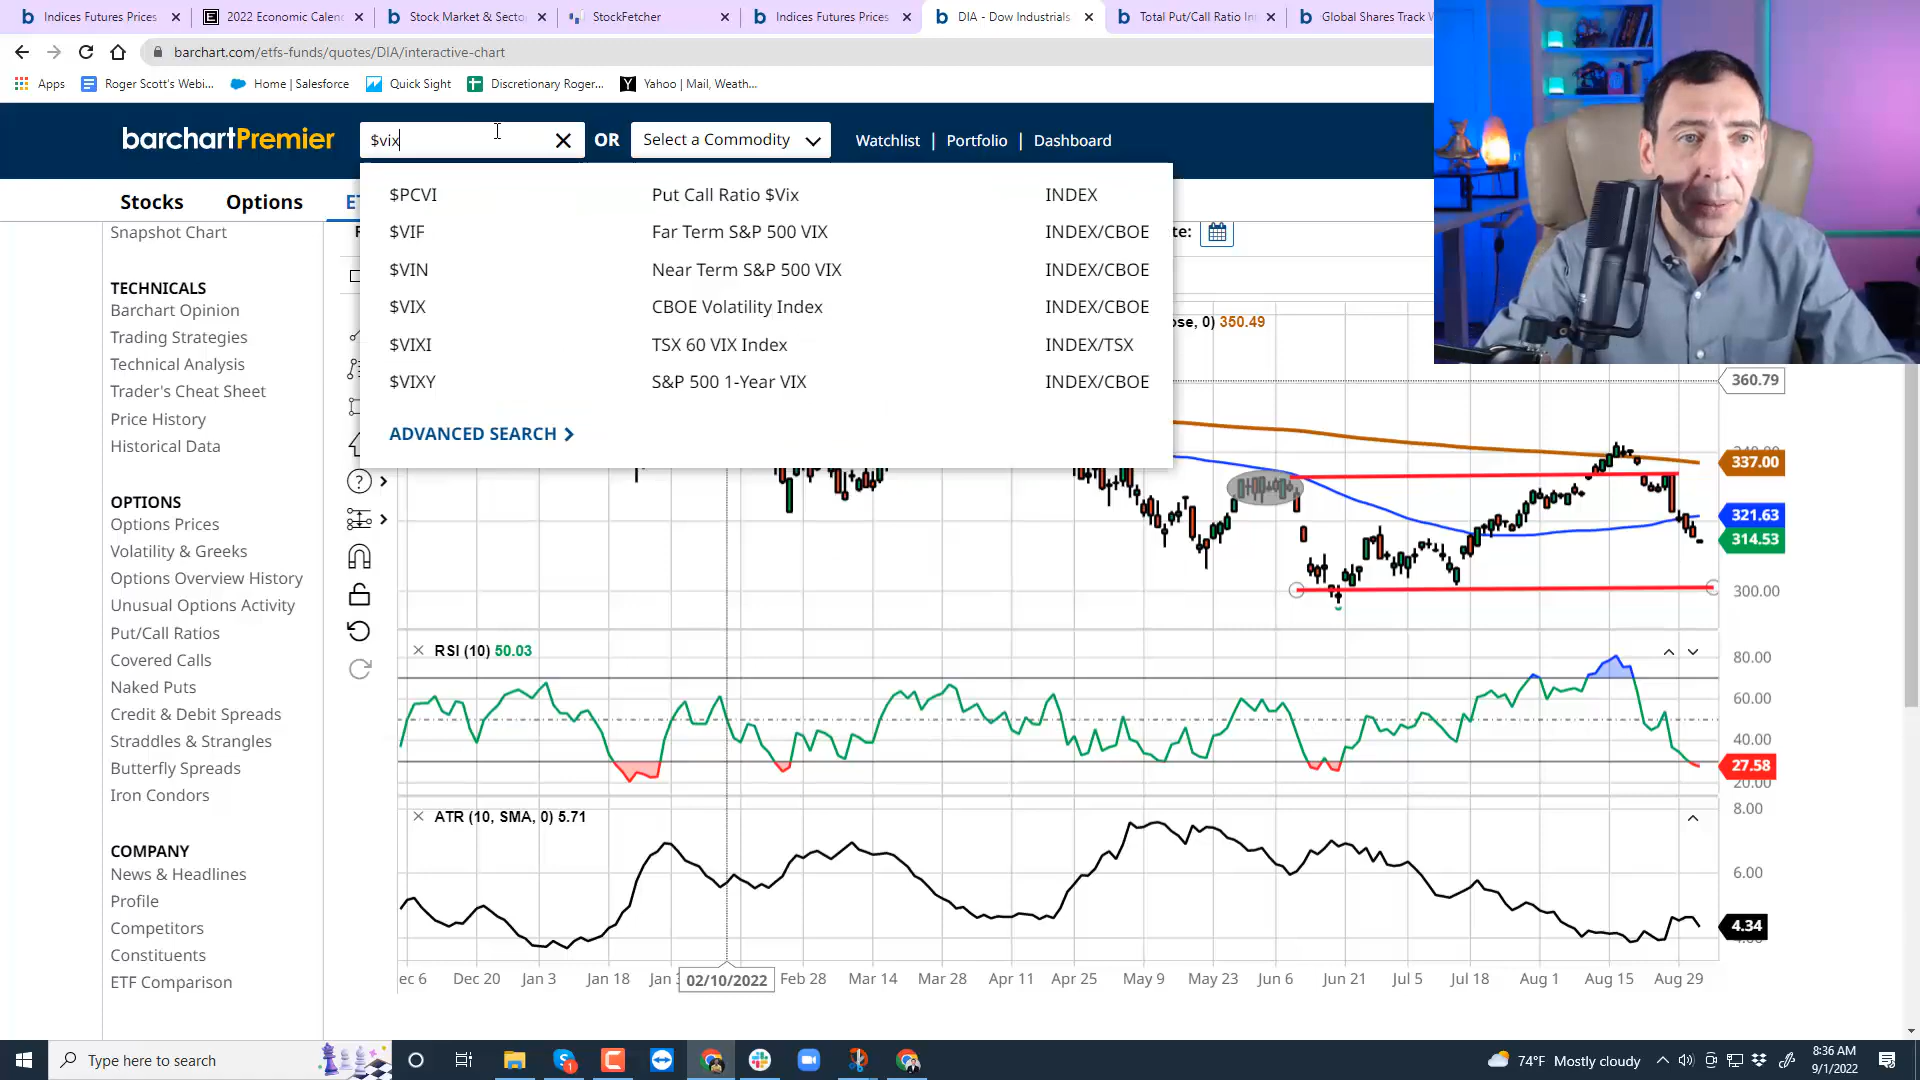 Indices Futures Prices
2022 Economic Calen
Stock Market & Secto
StockFetcher
Indices Futures Prices
DIA - Dow Industrials
Total Put/Call Ratio In
Global Shares Track W
barchart.com/etfs-funds/quotes/DIA/interactive-chart
Apps
Roger Scott's Webi...
Home | Salesforce
Quick Sight
Discretionary Roger...
Yahoo | Mail, Weath...
barchartPremier
$vix
OR
Select a Commodity
Watchlist | Portfolio | Dashboard
Stocks
Options
$PCVI Put Call Ratio $Vix INDEX
$VIF Far Term S&P 500 VIX INDEX/CBOE
$VIN Near Term S&P 500 VIX INDEX/CBOE
$VIX CBOE Volatility Index INDEX/CBOE
$VIXI TSX 60 VIX Index INDEX/TSX
$VIXY S&P 500 1-Year VIX INDEX/CBOE
ADVANCED SEARCH
Snapshot Chart
TECHNICALS
Barchart Opinion
Trading Strategies
Technical Analysis
Trader's Cheat Sheet
Price History
Historical Data
OPTIONS
Options Prices
Volatility & Greeks
Options Overview History
Unusual Options Activity
Put/Call Ratios
Covered Calls
Naked Puts
Credit & Debit Spreads
Straddles & Strangles
Butterfly Spreads
Iron Condors
COMPANY
News & Headlines
Profile
Competitors
Constituents
ETF Comparison
te:
ose, 0) 350.49
360.79
337.00
321.63
314.53
300.00
RSI (10) 50.03
80.00
60.00
40.00
27.58
20.00
ATR (10, SMA, 0) 5.71
8.00
6.00
4.34
ec 6
Dec 20
Jan 3
Jan 18
Jan 3
02/10/2022
Feb 28
Mar 14
Mar 28
Apr 11
Apr 25
May 9
May 23
Jun 6
Jun 21
Jul 5
Jul 18
Aug 1
Aug 15
Aug 29
Type here to search
74°F Mostly cloudy
8:36 AM
9/1/2022